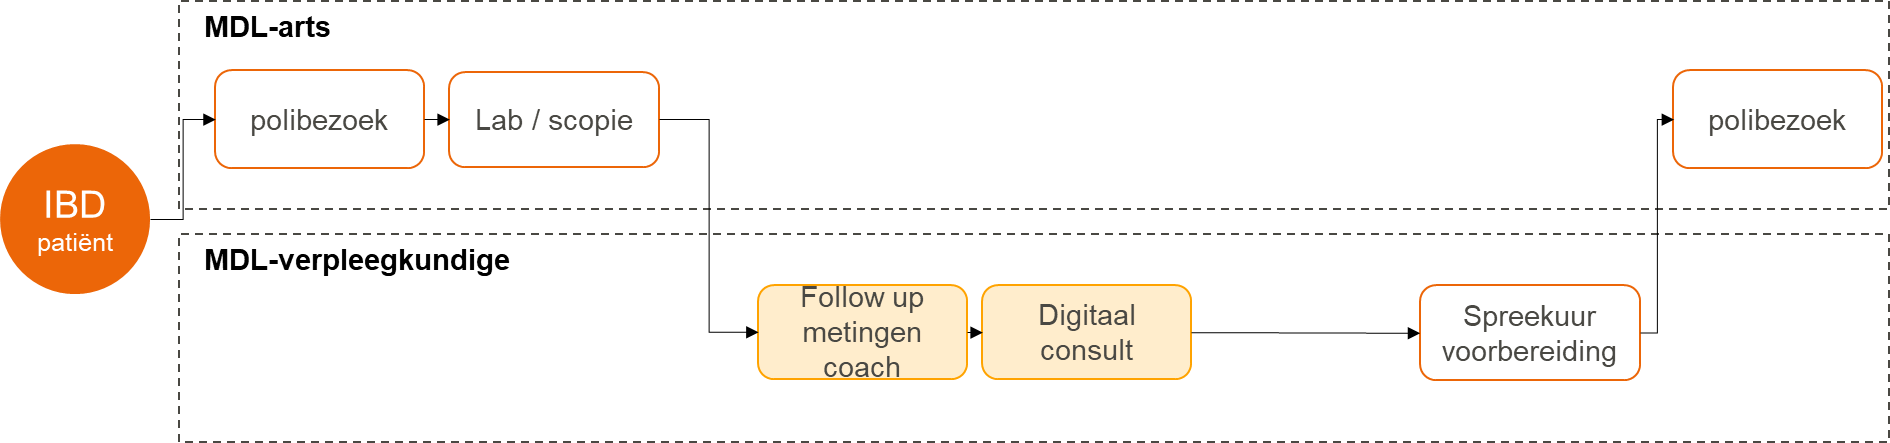 MDL-arts
polibezoek
Lab / scopie
polibezoek
IBD
patiënt
MDL-verpleegkundige
Follow up
metingen
coach
Digitaal
consult
Spreekuur
voorbereiding